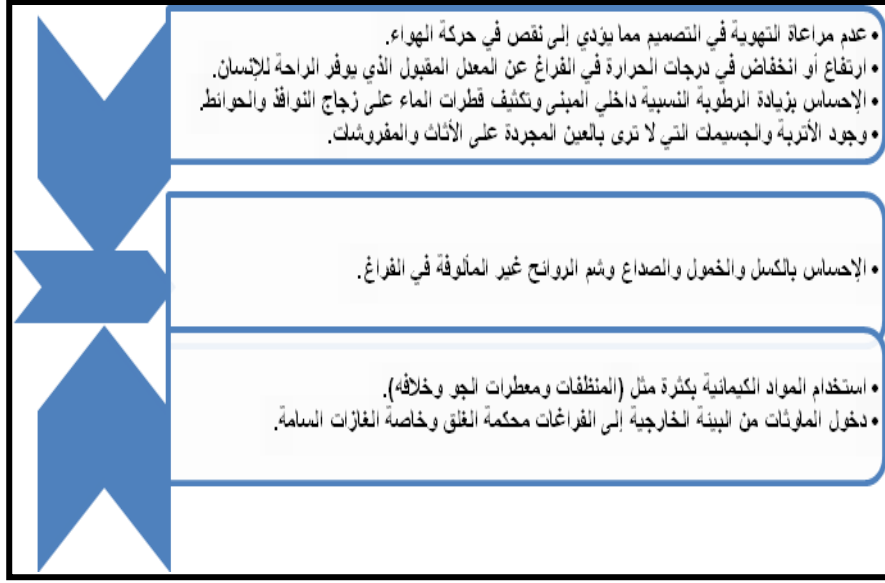 • عدم مراعاة التهوية في التصميم مما يؤدي إلى نقص في حركة الهواء.
• ارتفاع أو انخفاض في درجات الحرارة في الفراغ عن المعدل المقبول الذي يوفر الراحة للإنسان.
• الإحساس بزيادة الرطوبة النسبية داخلي المبنى وتكثيف قطرات الماء على زجاج النوافذ والحوائط.
• وجود الأتربة والجسيمات التي لا ترى بالعين المجردة على الأثاث والمفروشات.
• الإحساس بالكسل والخمول والصداع وشم الروائح غير المألوفة في الفراغ.
• استخدام المواد الكيمائية بكثرة مثل (المنظفات ومعطرات الجو وخلافه).
• دخول الملوثات من البيئة الخارجية إلى الفراغات محكمة الغلق وخاصة الغازات السامة.